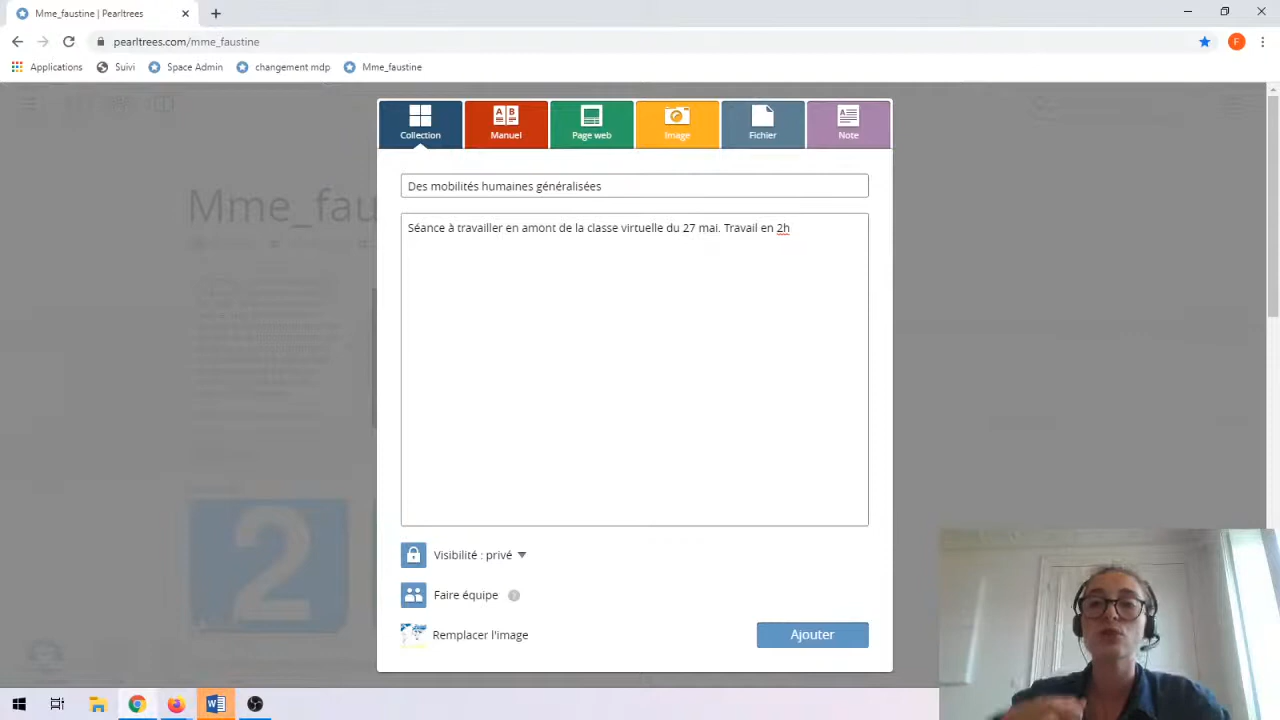 Mme_faustine | Pearltrees
pearltrees.com/mme_faustine
Applications
Suivi
Space Admin
changement mdp
Mme_faustine
Collection
Manuel
Page web
Image
Fichier
Note
Mme_fau
Des mobilités humaines généralisées
Séance à travailler en amont de la classe virtuelle du 27 mai. Travail en 2h
2
Visibilité : privé
Faire équipe
Remplacer l'image
Ajouter